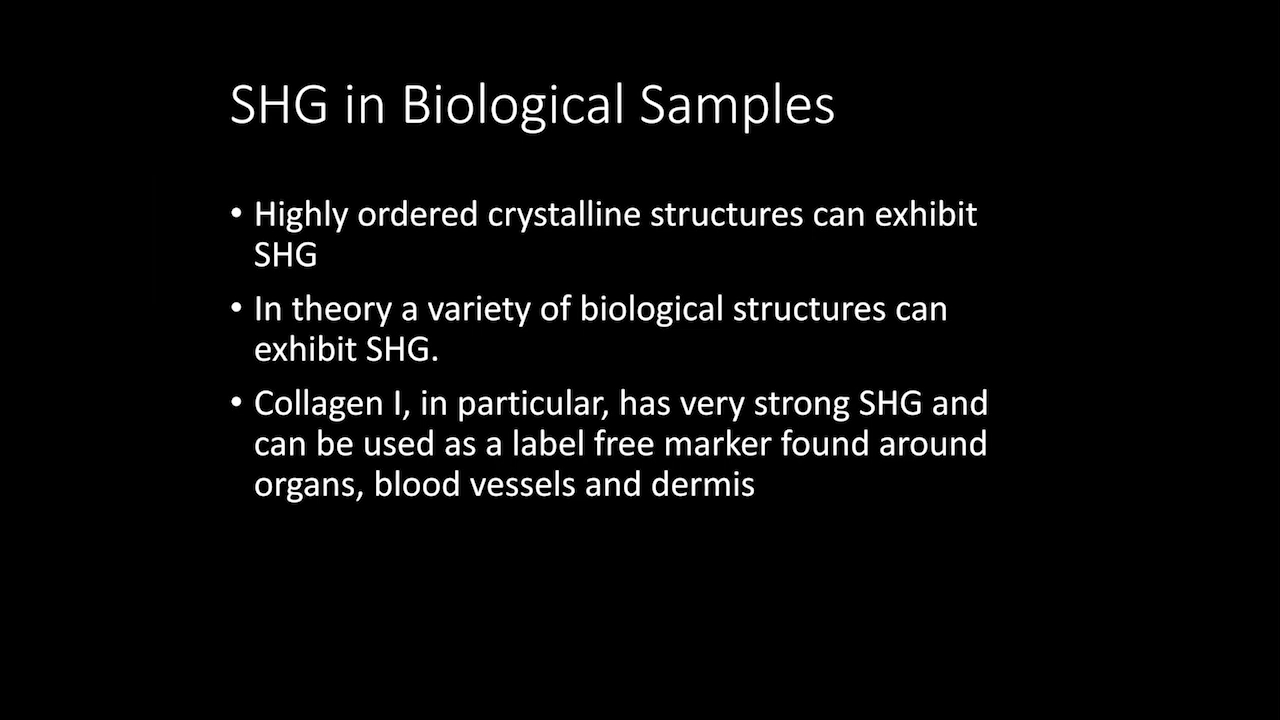 SHG in Biological Samples
• Highly ordered crystalline structures can exhibit
SHG
• In theory a variety of biological structures can
exhibit SHG.
• Collagen I, in particular, has very strong SHG and
can be used as a label free marker found around
organs, blood vessels and dermis